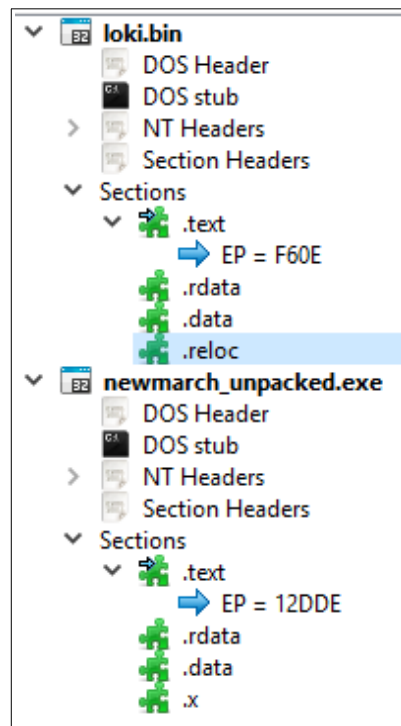 loki.bin
DOS Header
DOS stub
NT Headers
Section Headers
Sections
.text
EP = F60E
.rdata
.data
.reloc
newmarch_unpacked.exe
DOS Header
DOS stub
NT Headers
Section Headers
Sections
.text
EP = 12DDE
.rdata
.data
.x